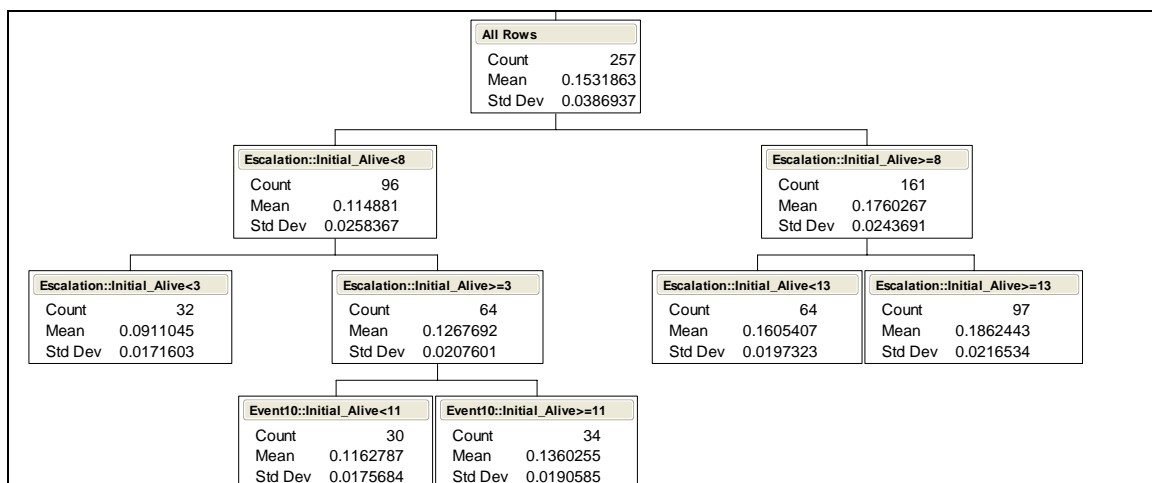 All Rows
Count 257
Mean 0.1531863
Std Dev 0.0386937
Escalation::Initial_Alive<8
Count 96
Mean 0.114881
Std Dev 0.0258367
Escalation::Initial_Alive>=8
Count 161
Mean 0.1760267
Std Dev 0.0243691
Escalation::Initial_Alive<3
Count 32
Mean 0.0911045
Std Dev 0.0171603
Escalation::Initial_Alive>=3
Count 64
Mean 0.1267692
Std Dev 0.0207601
Escalation::Initial_Alive<13
Count 64
Mean 0.1605407
Std Dev 0.0197323
Escalation::Initial_Alive>=13
Count 97
Mean 0.1862443
Std Dev 0.0216534
Event10::Initial_Alive<11
Count 30
Mean 0.1162787
Std Dev 0.0175684
Event10::Initial_Alive>=11
Count 34
Mean 0.1360255
Std Dev 0.0190585